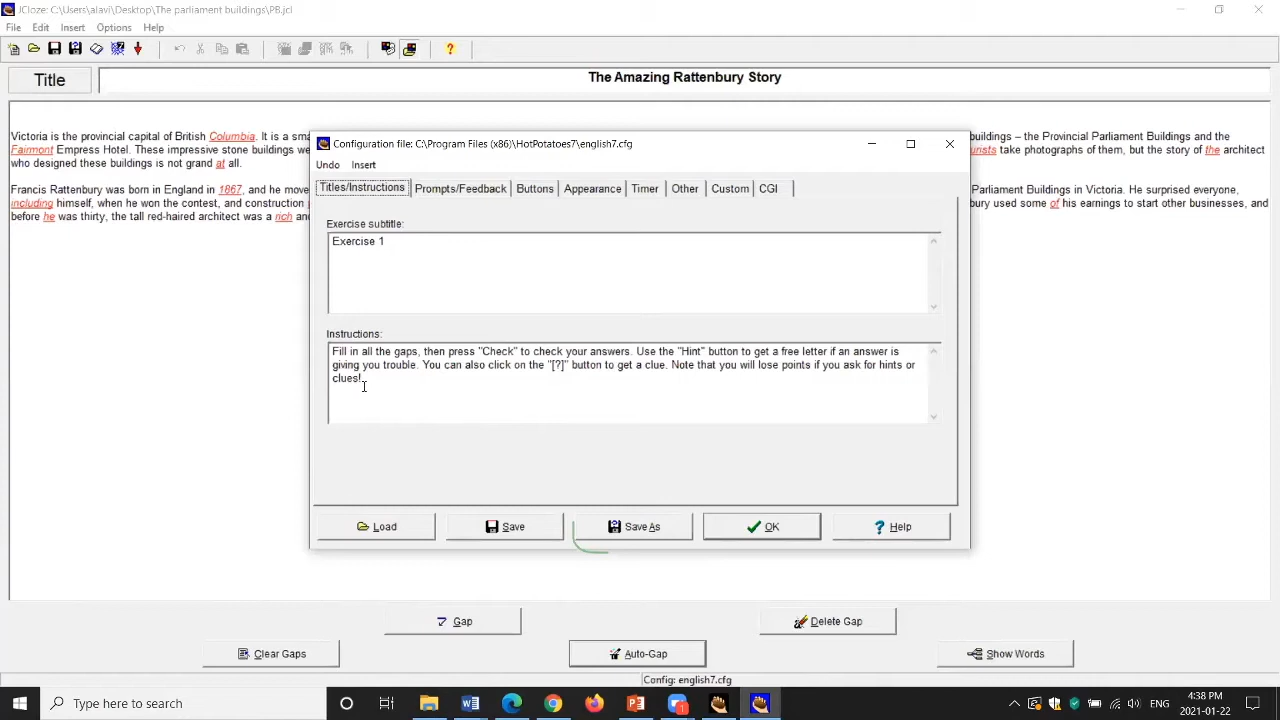 JCloze: C:\Users\alavi\Desktop\The parliament buildings\PB.jcl
File Edit Insert Options Help
Title
The Amazing Rattenbury Story
Victoria is the provincial capital of British Columbia. It is a sma
buildings – the Provincial Parliament Buildings and the
Fairmont Empress Hotel. These impressive stone buildings we
urists take photographs of them, but the story of the architect
who designed these buildings is not grand at all.
Francis Rattenbury was born in England in 1867, and he move
Parliament Buildings in Victoria. He surprised everyone,
including himself, when he won the contest, and construction
bury used some of his earnings to start other businesses, and
before he was thirty, the tall red-haired architect was a rich an
Configuration file: C:\Program Files (x86)\HotPotatoes7\english7.cfg
Undo Insert
Titles/Instructions Prompts/Feedback Buttons Appearance Timer Other Custom CGI
Exercise subtitle:
Exercise 1
Instructions:
Fill in all the gaps, then press "Check" to check your answers. Use the "Hint" button to get a free letter if an answer is
giving you trouble. You can also click on the "[?]" button to get a clue. Note that you will lose points if you ask for hints or
clues!
Load Save Save As OK Help
Gap Delete Gap
Clear Gaps Auto-Gap Show Words
Config: english7.cfg
Type here to search
ENG
4:38 PM
2021-01-22